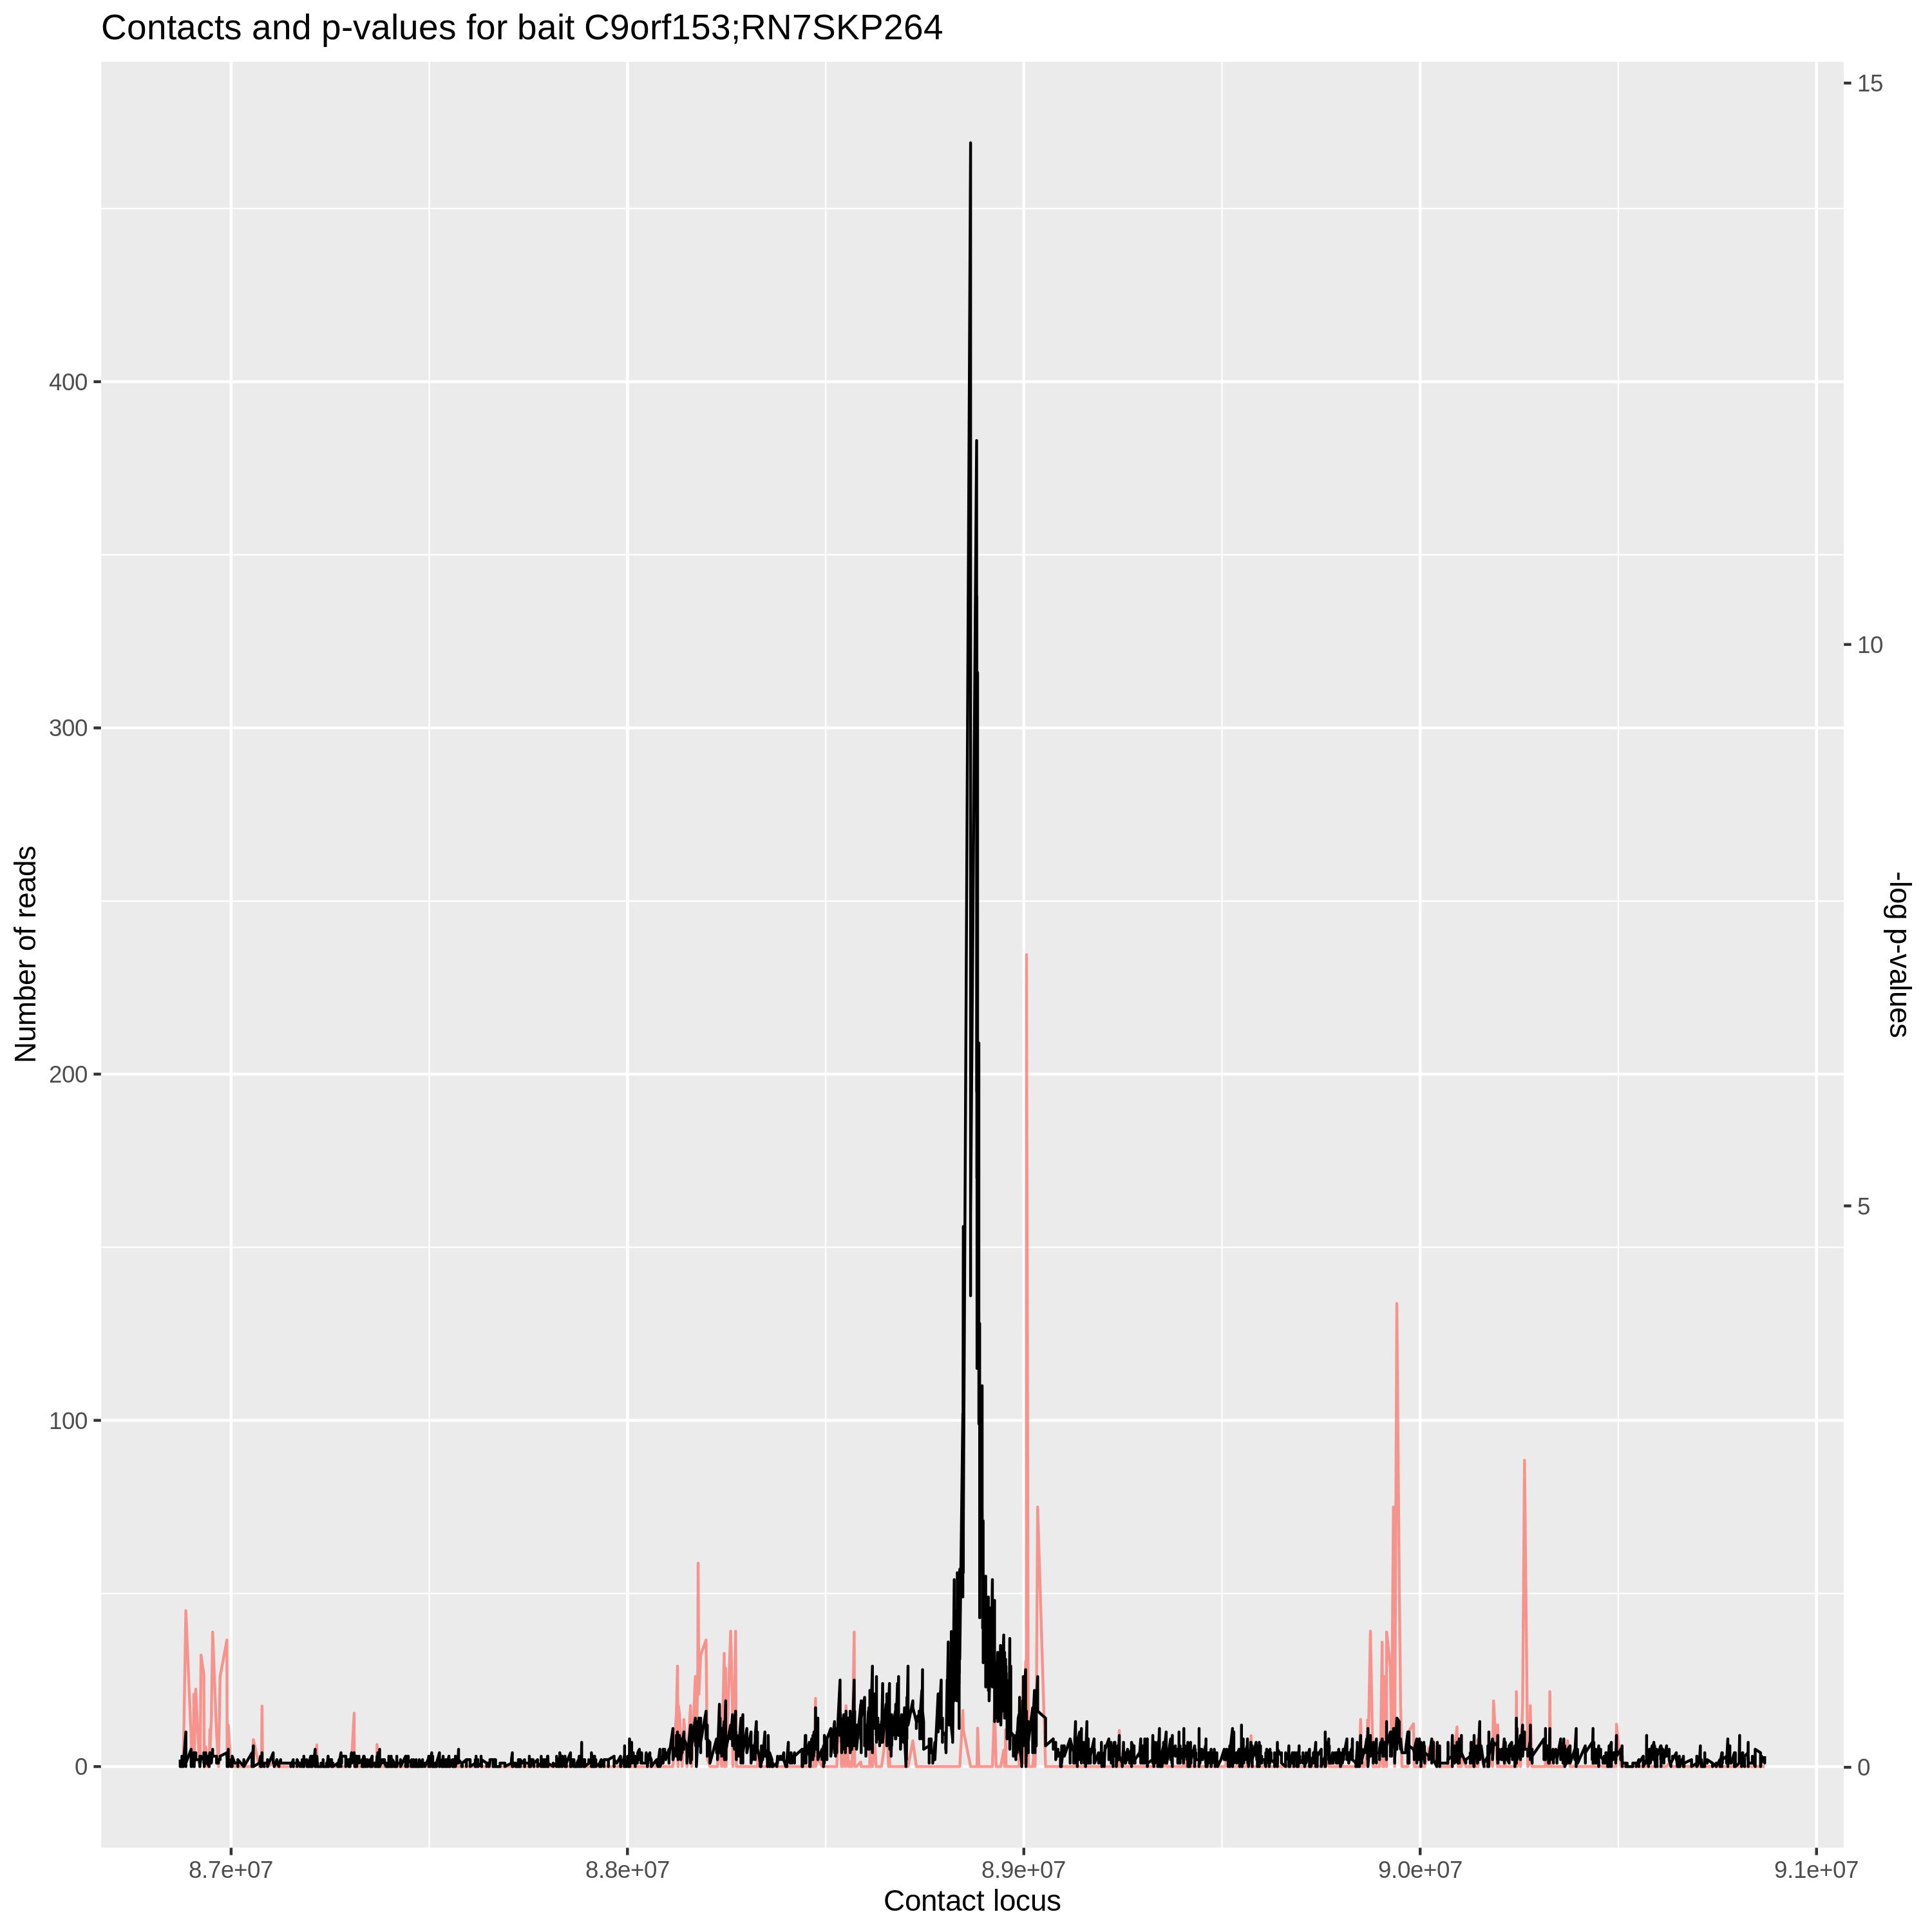 Contacts and p-values for bait C9orf153;RN7SKP264
15
400
10
300
Number of reads
-log p-values
200
5
100
0
0
8.7e+07
8.8e+07
8.9e+07
9.0e+07
9.1e+07
Contact locus